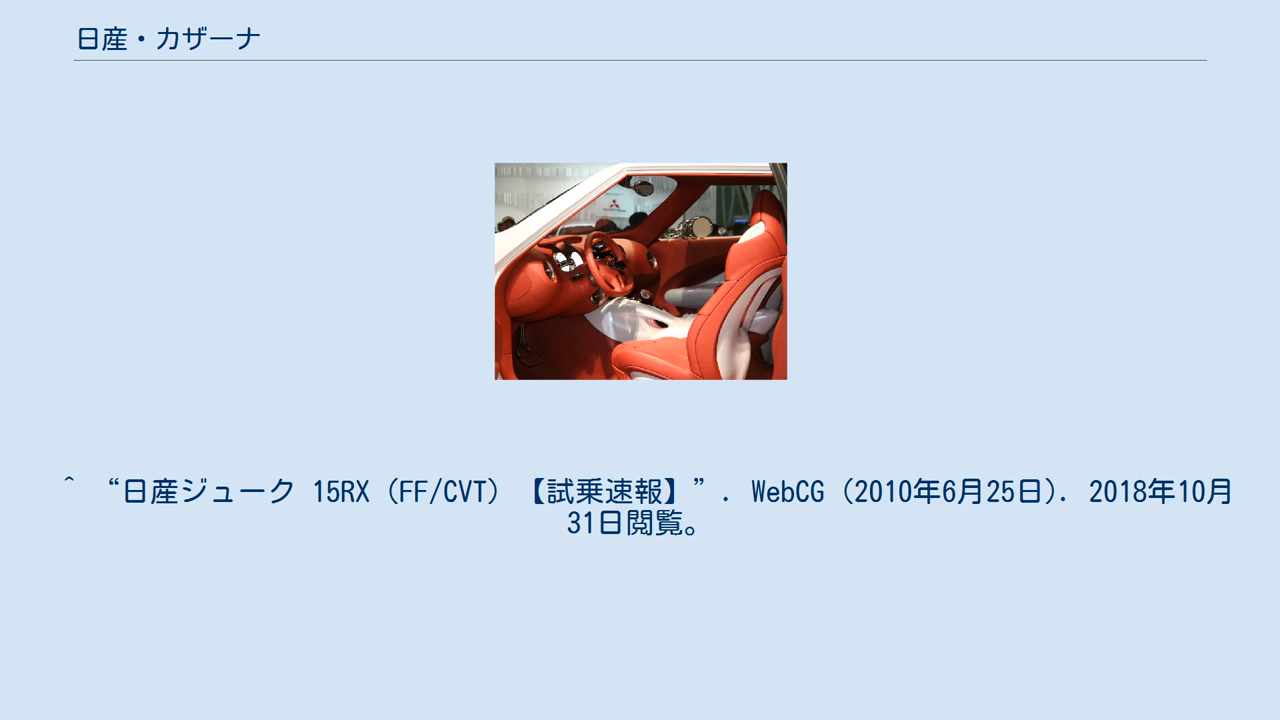 日産・カザーナ
^ “日産ジューク 15RX（FF/CVT）【試乗速報】”. WebCG (2010年6月25日). 2018年10月
31日閲覧。